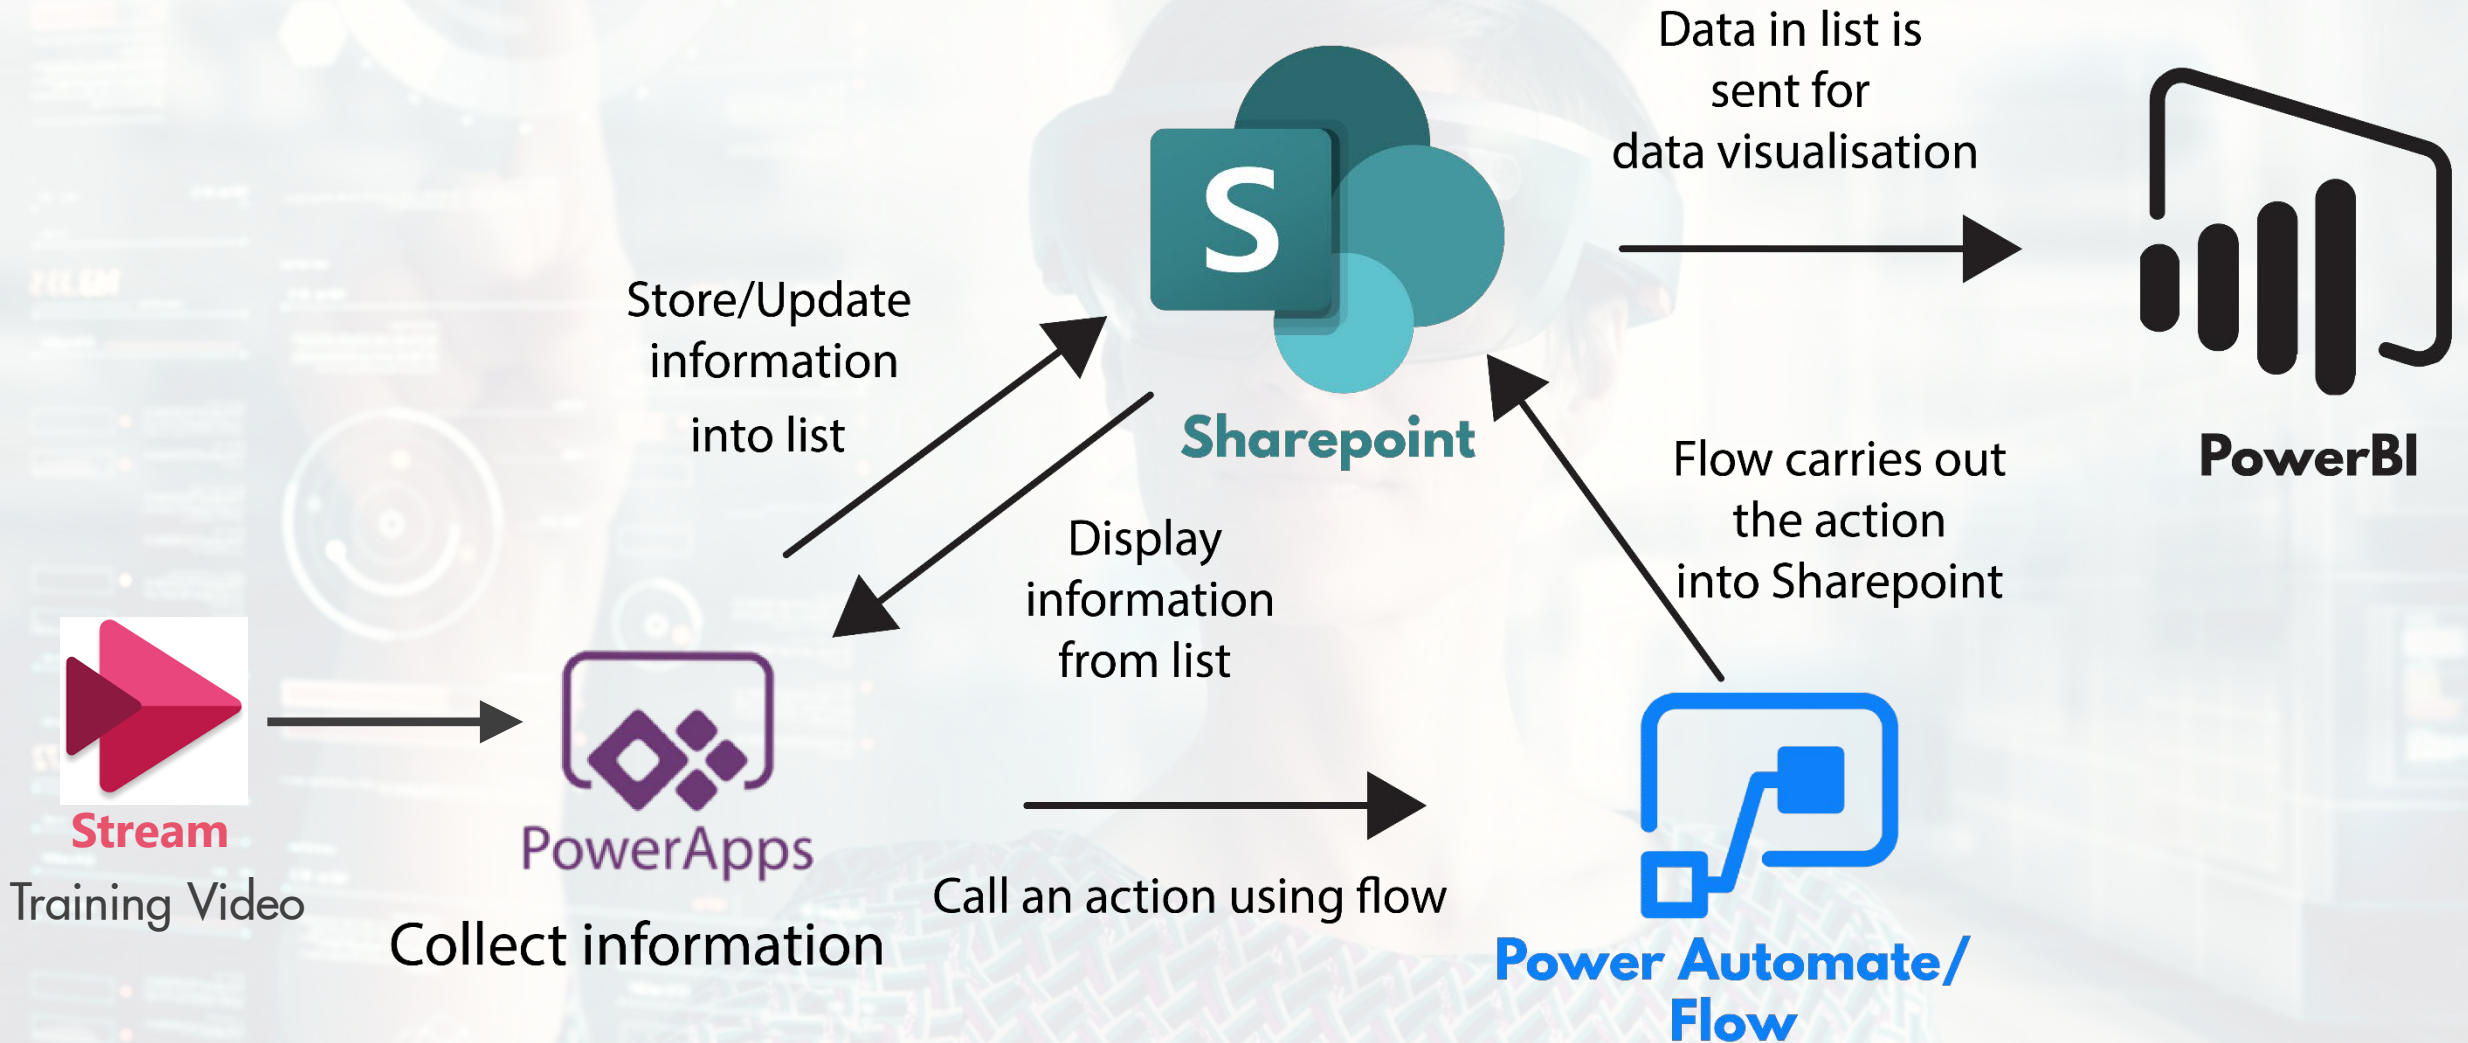 Data in list is
sent for
data visualisation
S
Store/Update
information
into list
Sharepoint
PowerBI
Flow carries out
the action
into Sharepoint
Display
information
from list
Stream
Training Video
PowerApps
Collect information
Call an action using flow
Power Automate/
Flow